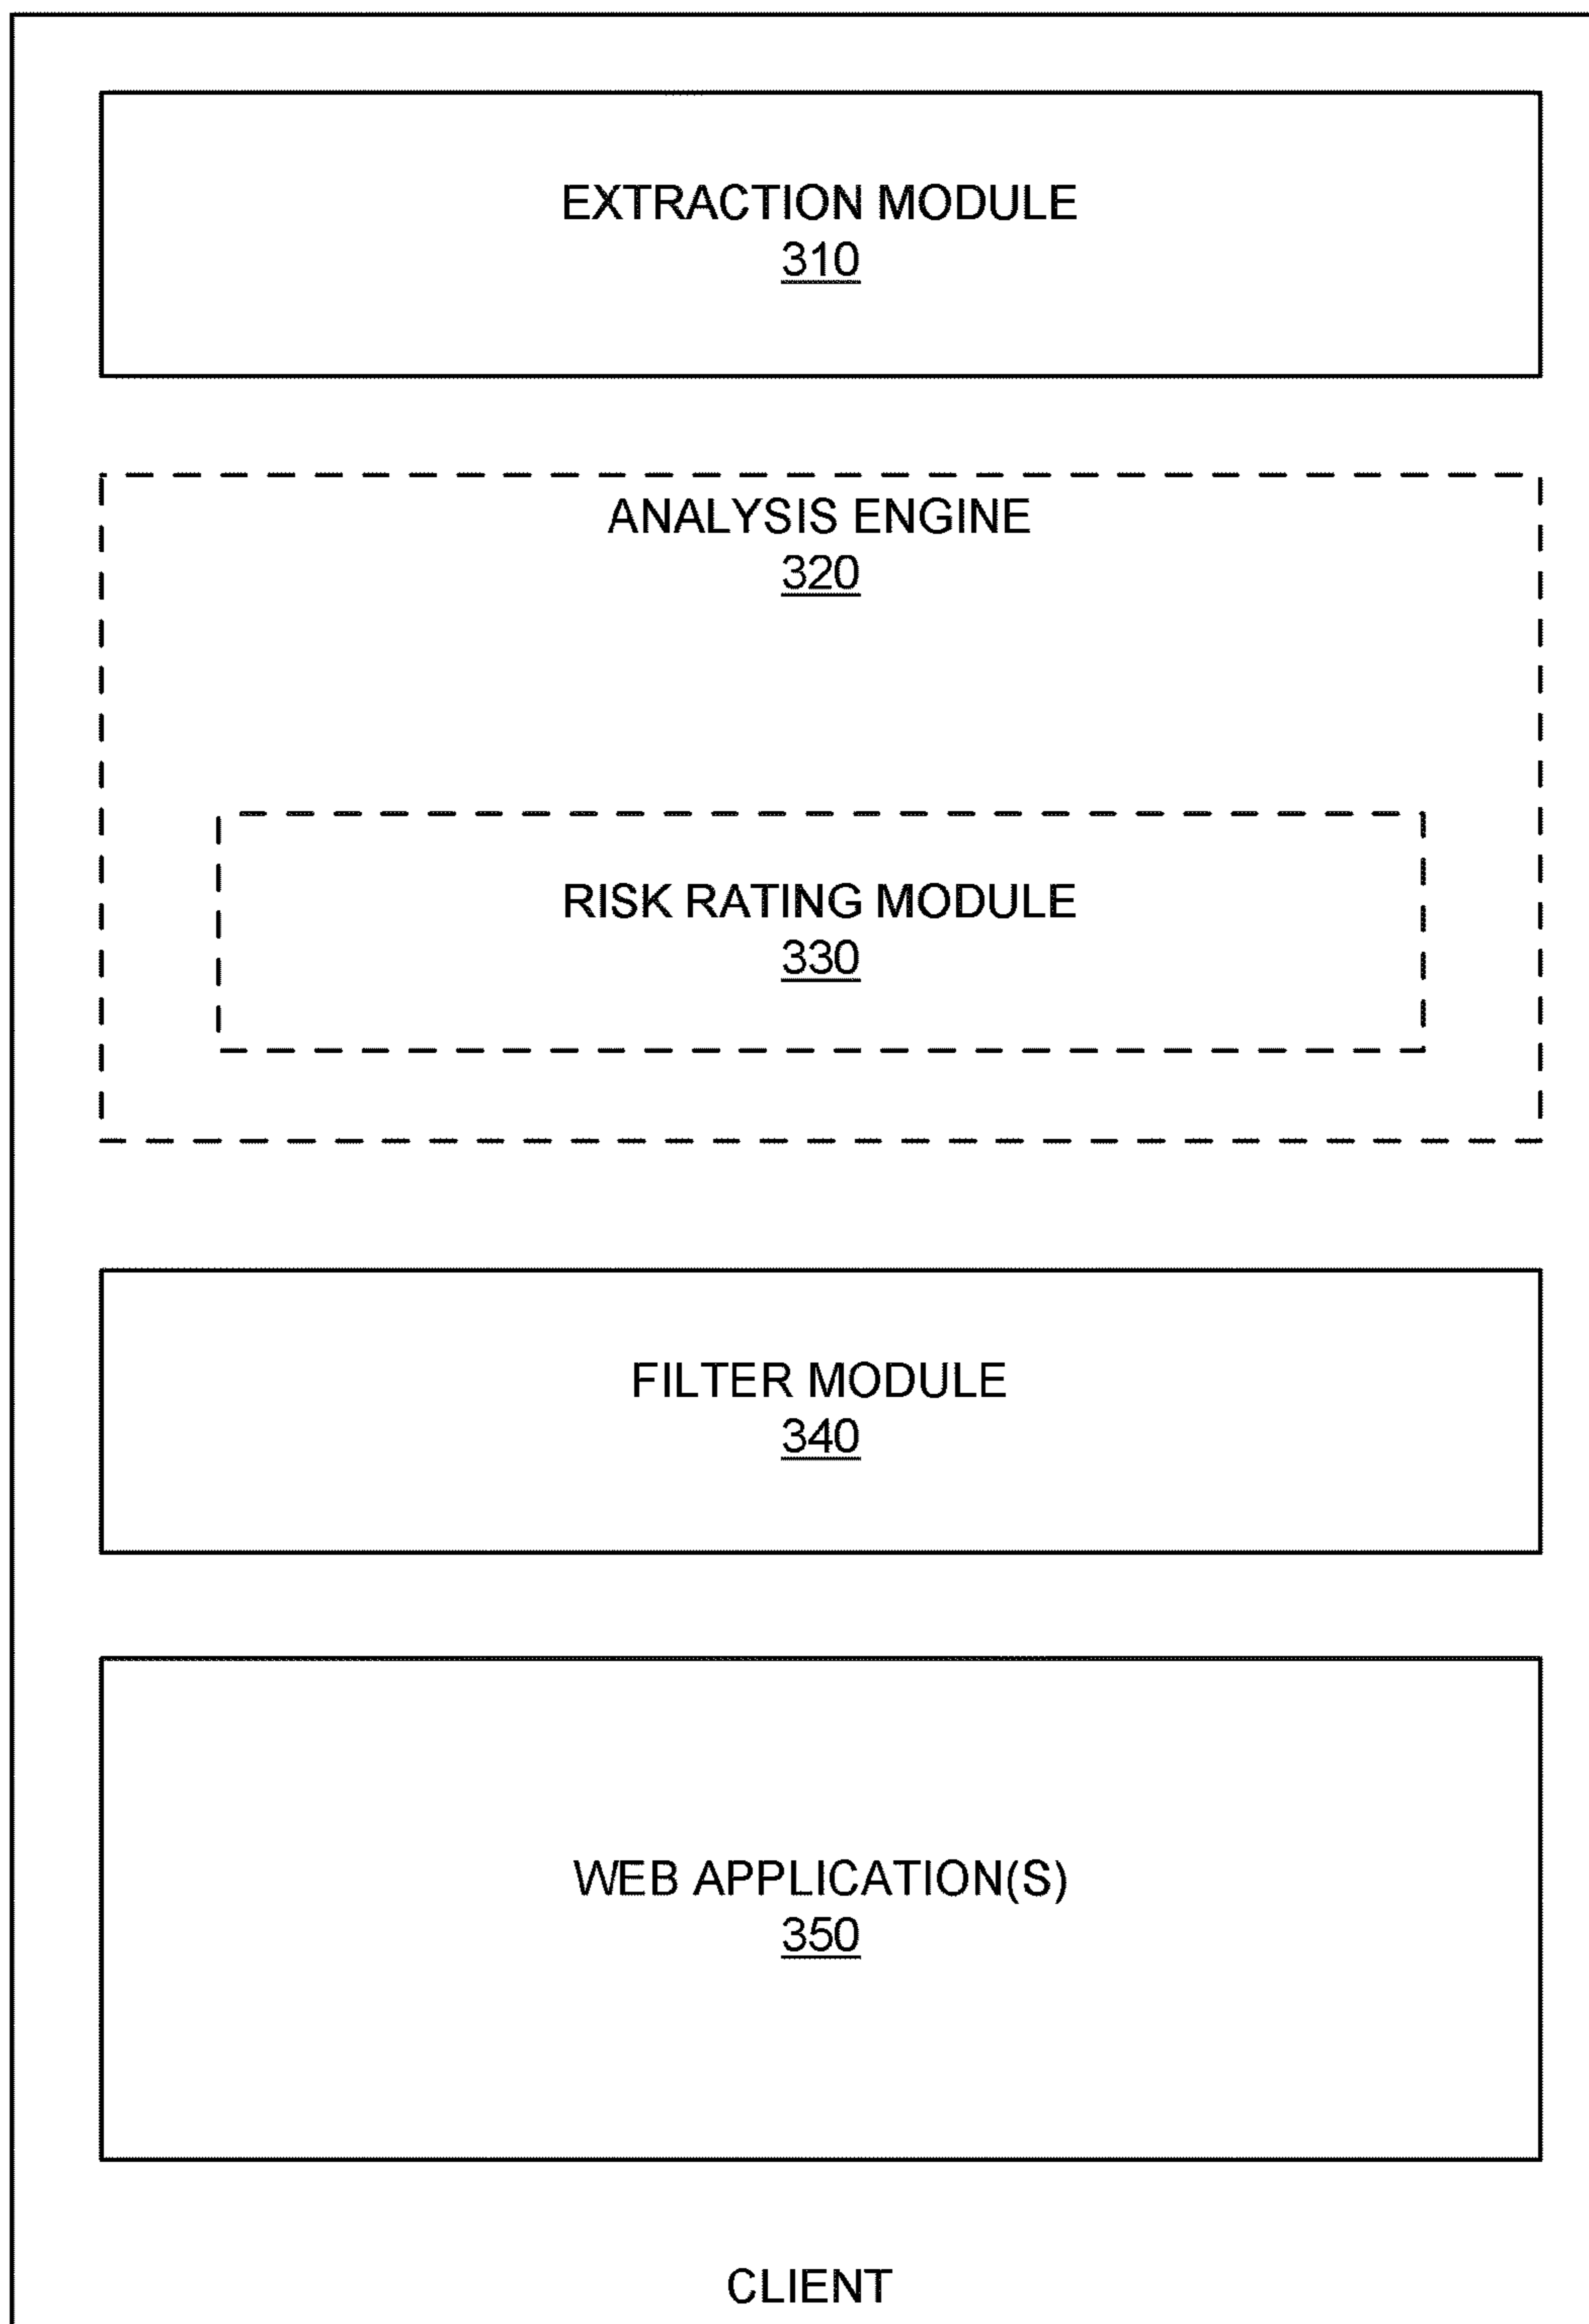 EXTRACTION MODULE
310
ANALYSIS ENGINE
320
RISK RATING MODULE
330
FILTER MODULE
340
WEB APPLICATION(S)
350
CLIENT